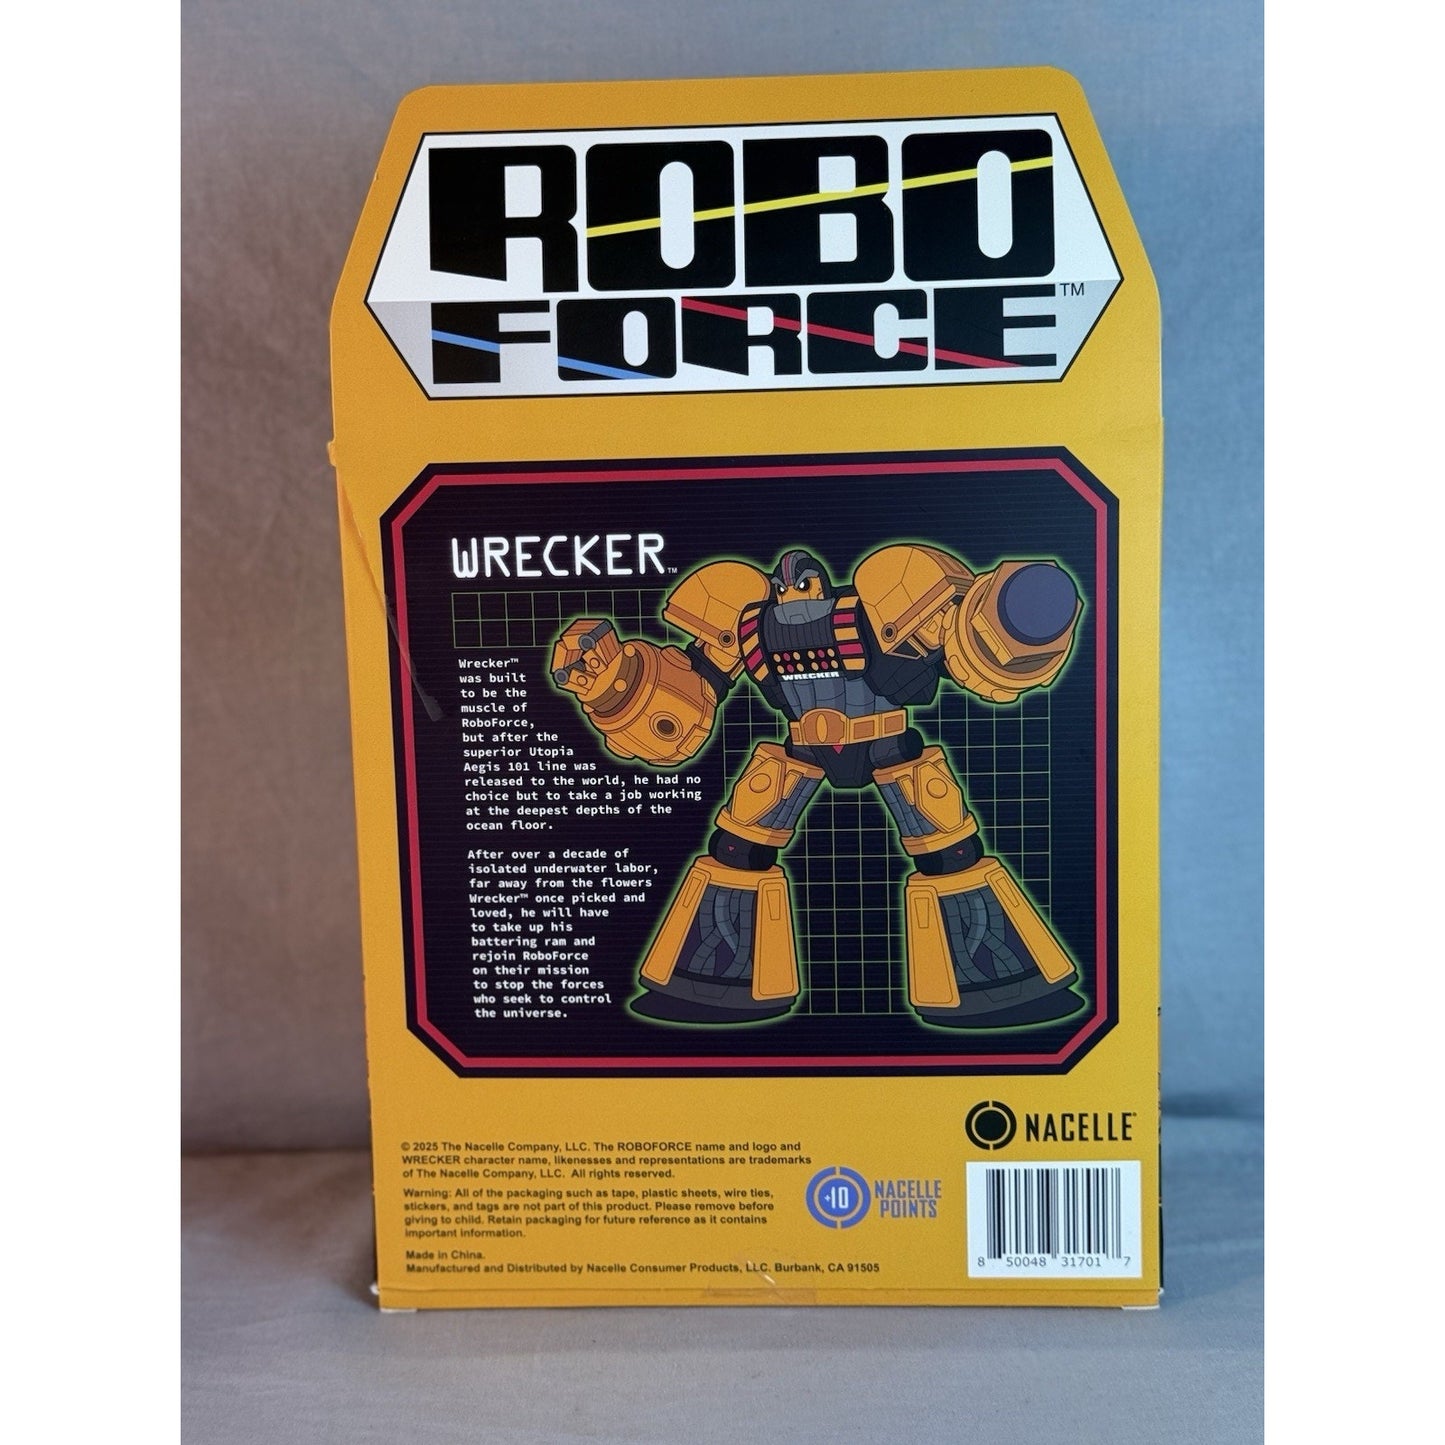 ROBO
FORCE™
WRECKER™
Wrecker™
was built
to be the
muscle of
RoboForce,
but after the
superior Utopia
Aegis 101 line was
released to the world, he had no
choice but to take a job working
at the deepest depths of the
ocean floor.
After over a decade of
isolated underwater labor,
far away from the flowers
Wrecker™ once picked and
loved, he will have
to take up his
battering ram and
rejoin RoboForce
on their mission
to stop the forces
who seek to control
the universe.
WRECKER
NACELLE®
© 2025 The Nacelle Company, LLC. The ROBOFORCE name and logo and
WRECKER character name, likenesses and representations are trademarks
of The Nacelle Company, LLC. All rights reserved.
Warning: All of the packaging such as tape, plastic sheets, wire ties,
stickers, and tags are not part of this product. Please remove before
giving to child. Retain packaging for future reference as it contains
important information.
Made in China.
Manufactured and Distributed by Nacelle Consumer Products, LLC. Burbank, CA 91505
+10
NACELLE
POINTS
8 50048 31701 7